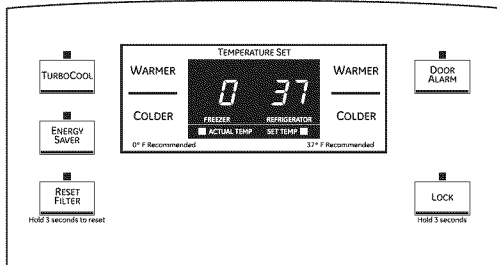 TEMPERATURE SET
TURBOCOOL
WARMER
WARMER
DOOR
ALARM
0 37
COLDER
COLDER
FREEZER REFRIGERATOR
ACTUAL TEMP SET TEMP
ENERGY
SAVER
0° F Recommended
37° F Recommended
RESET
FILTER
Hold 3 seconds to reset
LOCK
Hold 3 seconds